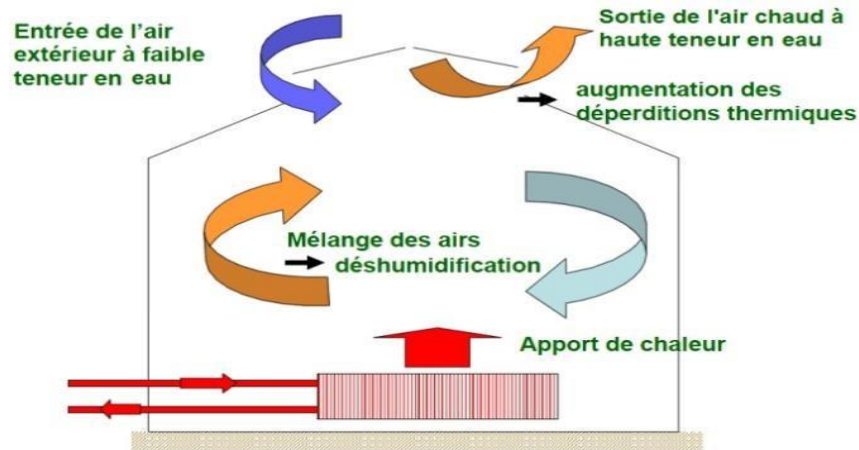 Entrée de l’air
extérieur à faible
teneur en eau
Sortie de l'air chaud à
haute teneur en eau
augmentation des
déperditions thermiques
Mélange des airs
déshumidification
Apport de chaleur